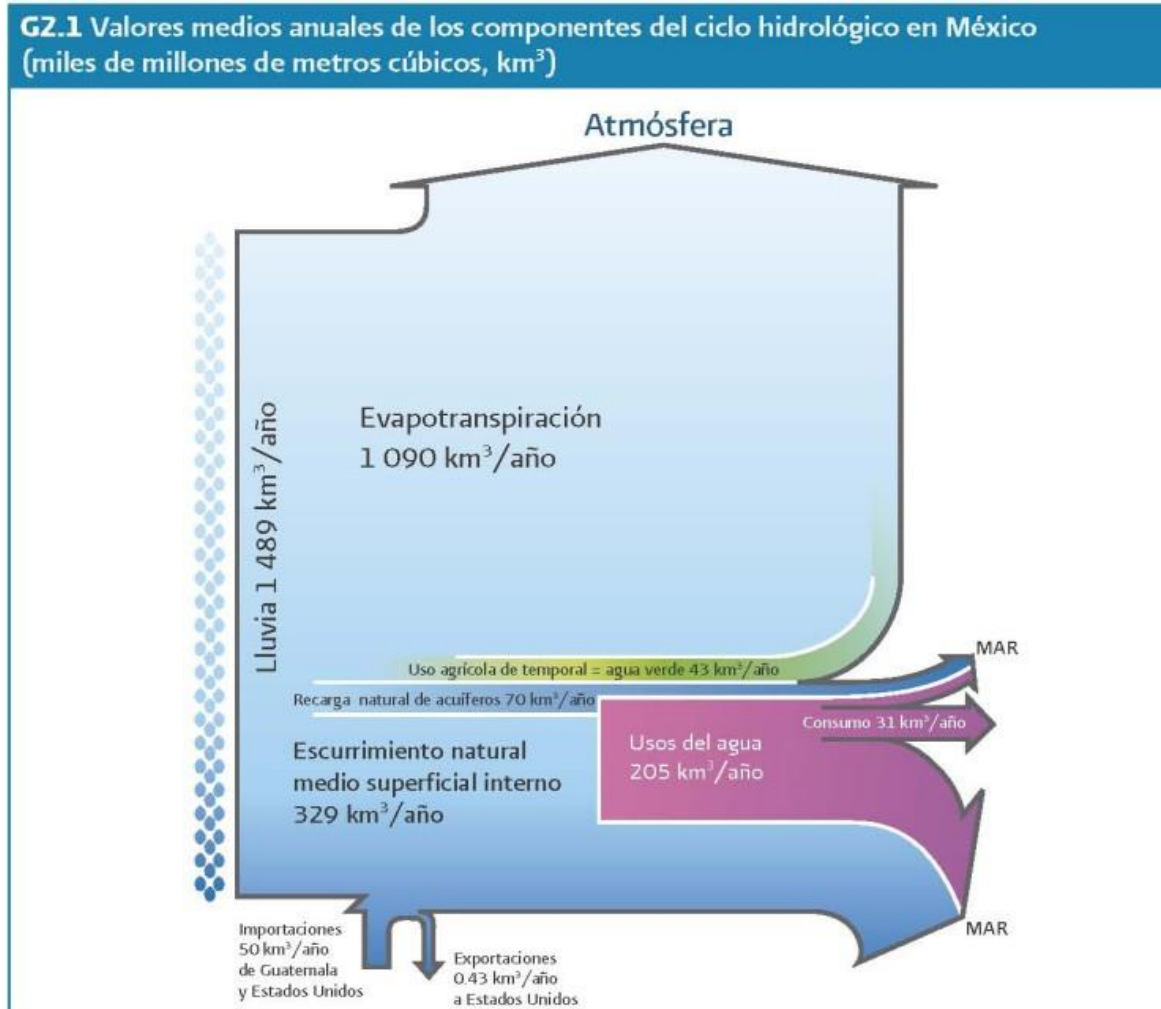 G2.1 Valores medios anuales de los componentes del ciclo hidrológico en México
(miles de millones de metros cúbicos, km³)
Atmósfera
Lluvia 1 489 km³/año
Evapotranspiración
1 090 km³/año
Uso agrícola de temporal = agua verde 43 km³/año
MAR
Recarga natural de acuíferos 70 km³/año
Consumo 31 km³/año
Usos del agua
205 km³/año
Escurrimiento natural
medio superficial interno
329 km³/año
MAR
Importaciones
50 km³/año
de Guatemala
y Estados Unidos
Exportaciones
0.43 km³/año
a Estados Unidos